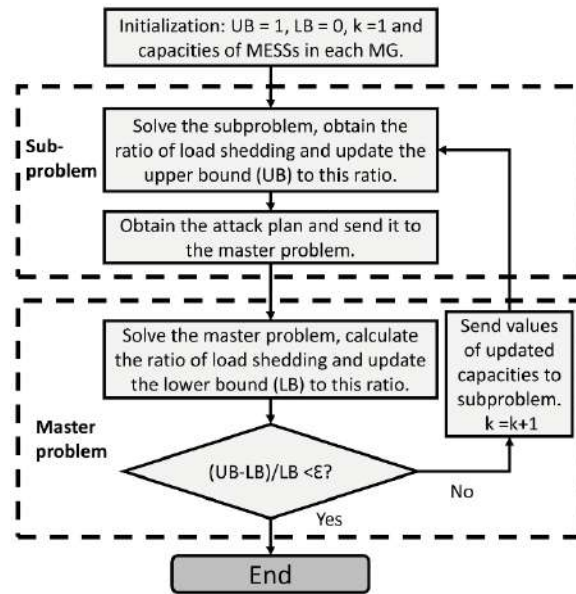 Initialization: UB = 1, LB = 0, k =1 and
capacities of MESSs in each MG.
Sub-
problem
Solve the subproblem, obtain the
ratio of load shedding and update the
upper bound (UB) to this ratio.
Obtain the attack plan and send it to
the master problem.
Master
problem
Solve the master problem, calculate
the ratio of load shedding and update
the lower bound (LB) to this ratio.
Send values
of updated
capacities to
subproblem.
k =k+1
(UB-LB)/LB <Ɛ?
No
Yes
End